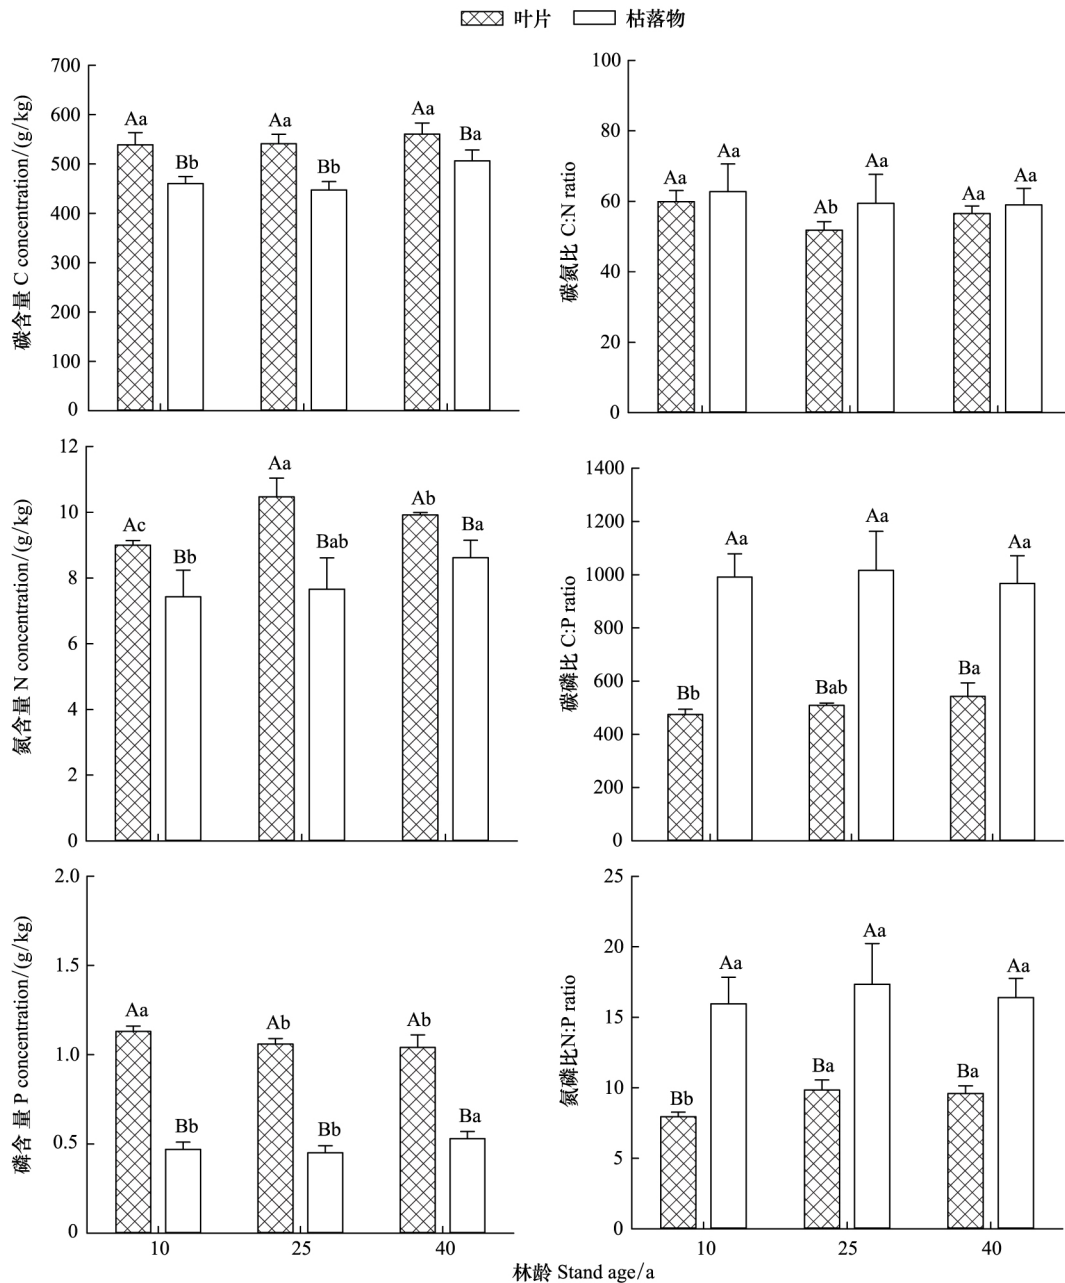 叶片 枯落物
碳含量 C concentration/(g/kg)
700
600
500
400
300
200
100
0
Aa Bb Aa Bb Aa Ba
碳氮比 C:N ratio
100
80
60
40
20
0
Aa Aa Ab Aa Aa Aa
氮含量 N concentration/(g/kg)
12
10
8
6
4
2
0
Ac Bb Aa Bab Ab Ba
碳磷比 C:P ratio
1400
1200
1000
800
600
400
200
0
Bb Aa Bab Aa Ba Aa
磷含 量 P concentration/(g/kg)
2.0
1.5
1.0
0.5
0
Aa Bb Ab Bb Ab Ba
10 25 40
氮磷比N:P ratio
25
20
15
10
5
0
Bb Aa Ba Aa Ba Aa
10 25 40
林龄 Stand age/a